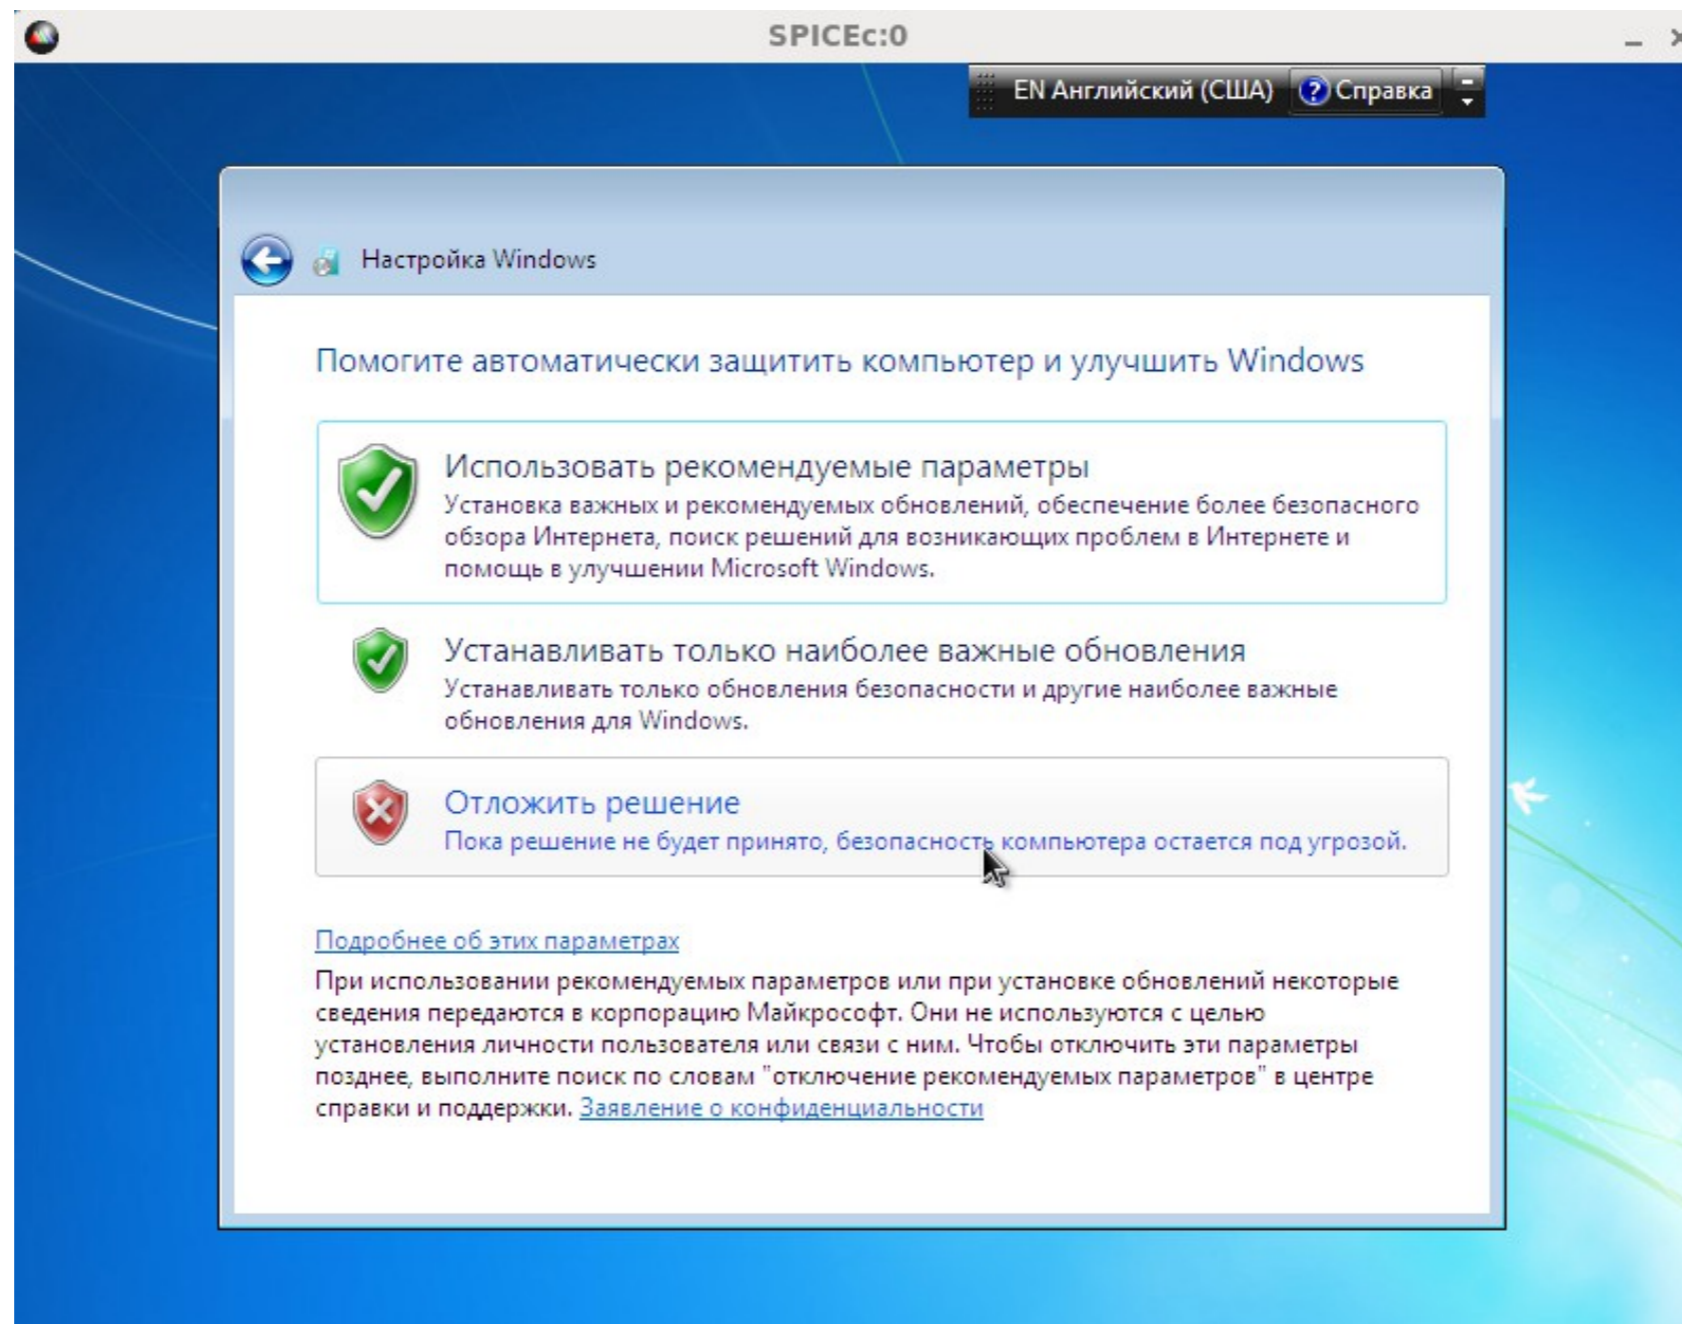 SPICEc:0
EN Английский (США) ? Справка
Настройка Windows
Помогите автоматически защитить компьютер и улучшить Windows
Использовать рекомендуемые параметры
Установка важных и рекомендуемых обновлений, обеспечение более безопасного
обзора Интернета, поиск решений для возникающих проблем в Интернете и
помощь в улучшении Microsoft Windows.
Устанавливать только наиболее важные обновления
Устанавливать только обновления безопасности и другие наиболее важные
обновления для Windows.
Отложить решение
Пока решение не будет принято, безопасность компьютера остается под угрозой.
Подробнее об этих параметрах
При использовании рекомендуемых параметров или при установке обновлений некоторые
сведения передаются в корпорацию Майкрософт. Они не используются с целью
установления личности пользователя или связи с ним. Чтобы отключить эти параметры
позднее, выполните поиск по словам "отключение рекомендуемых параметров" в центре
справки и поддержки. Заявление о конфиденциальности